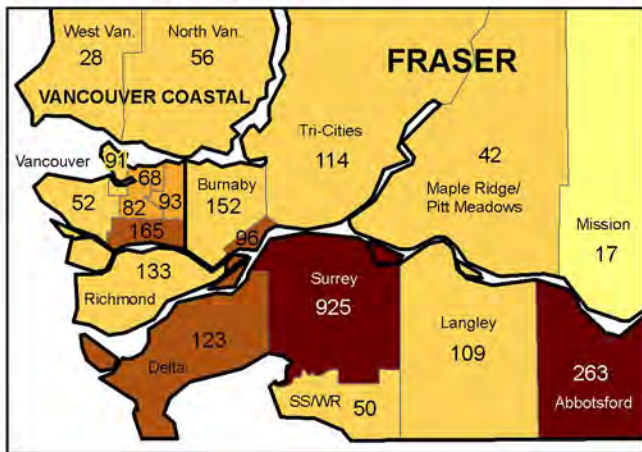 West Van.
28
North Van.
56
VANCOUVER COASTAL
FRASER
Tri-Cities
114
42
Maple Ridge/
Pitt Meadows
Mission
17
Vancouver
91
68
52
82
93
165
Burnaby
152
96
133
Richmond
Surrey
925
123
Delta
Langley
109
SS/WR
50
263
Abbotsford